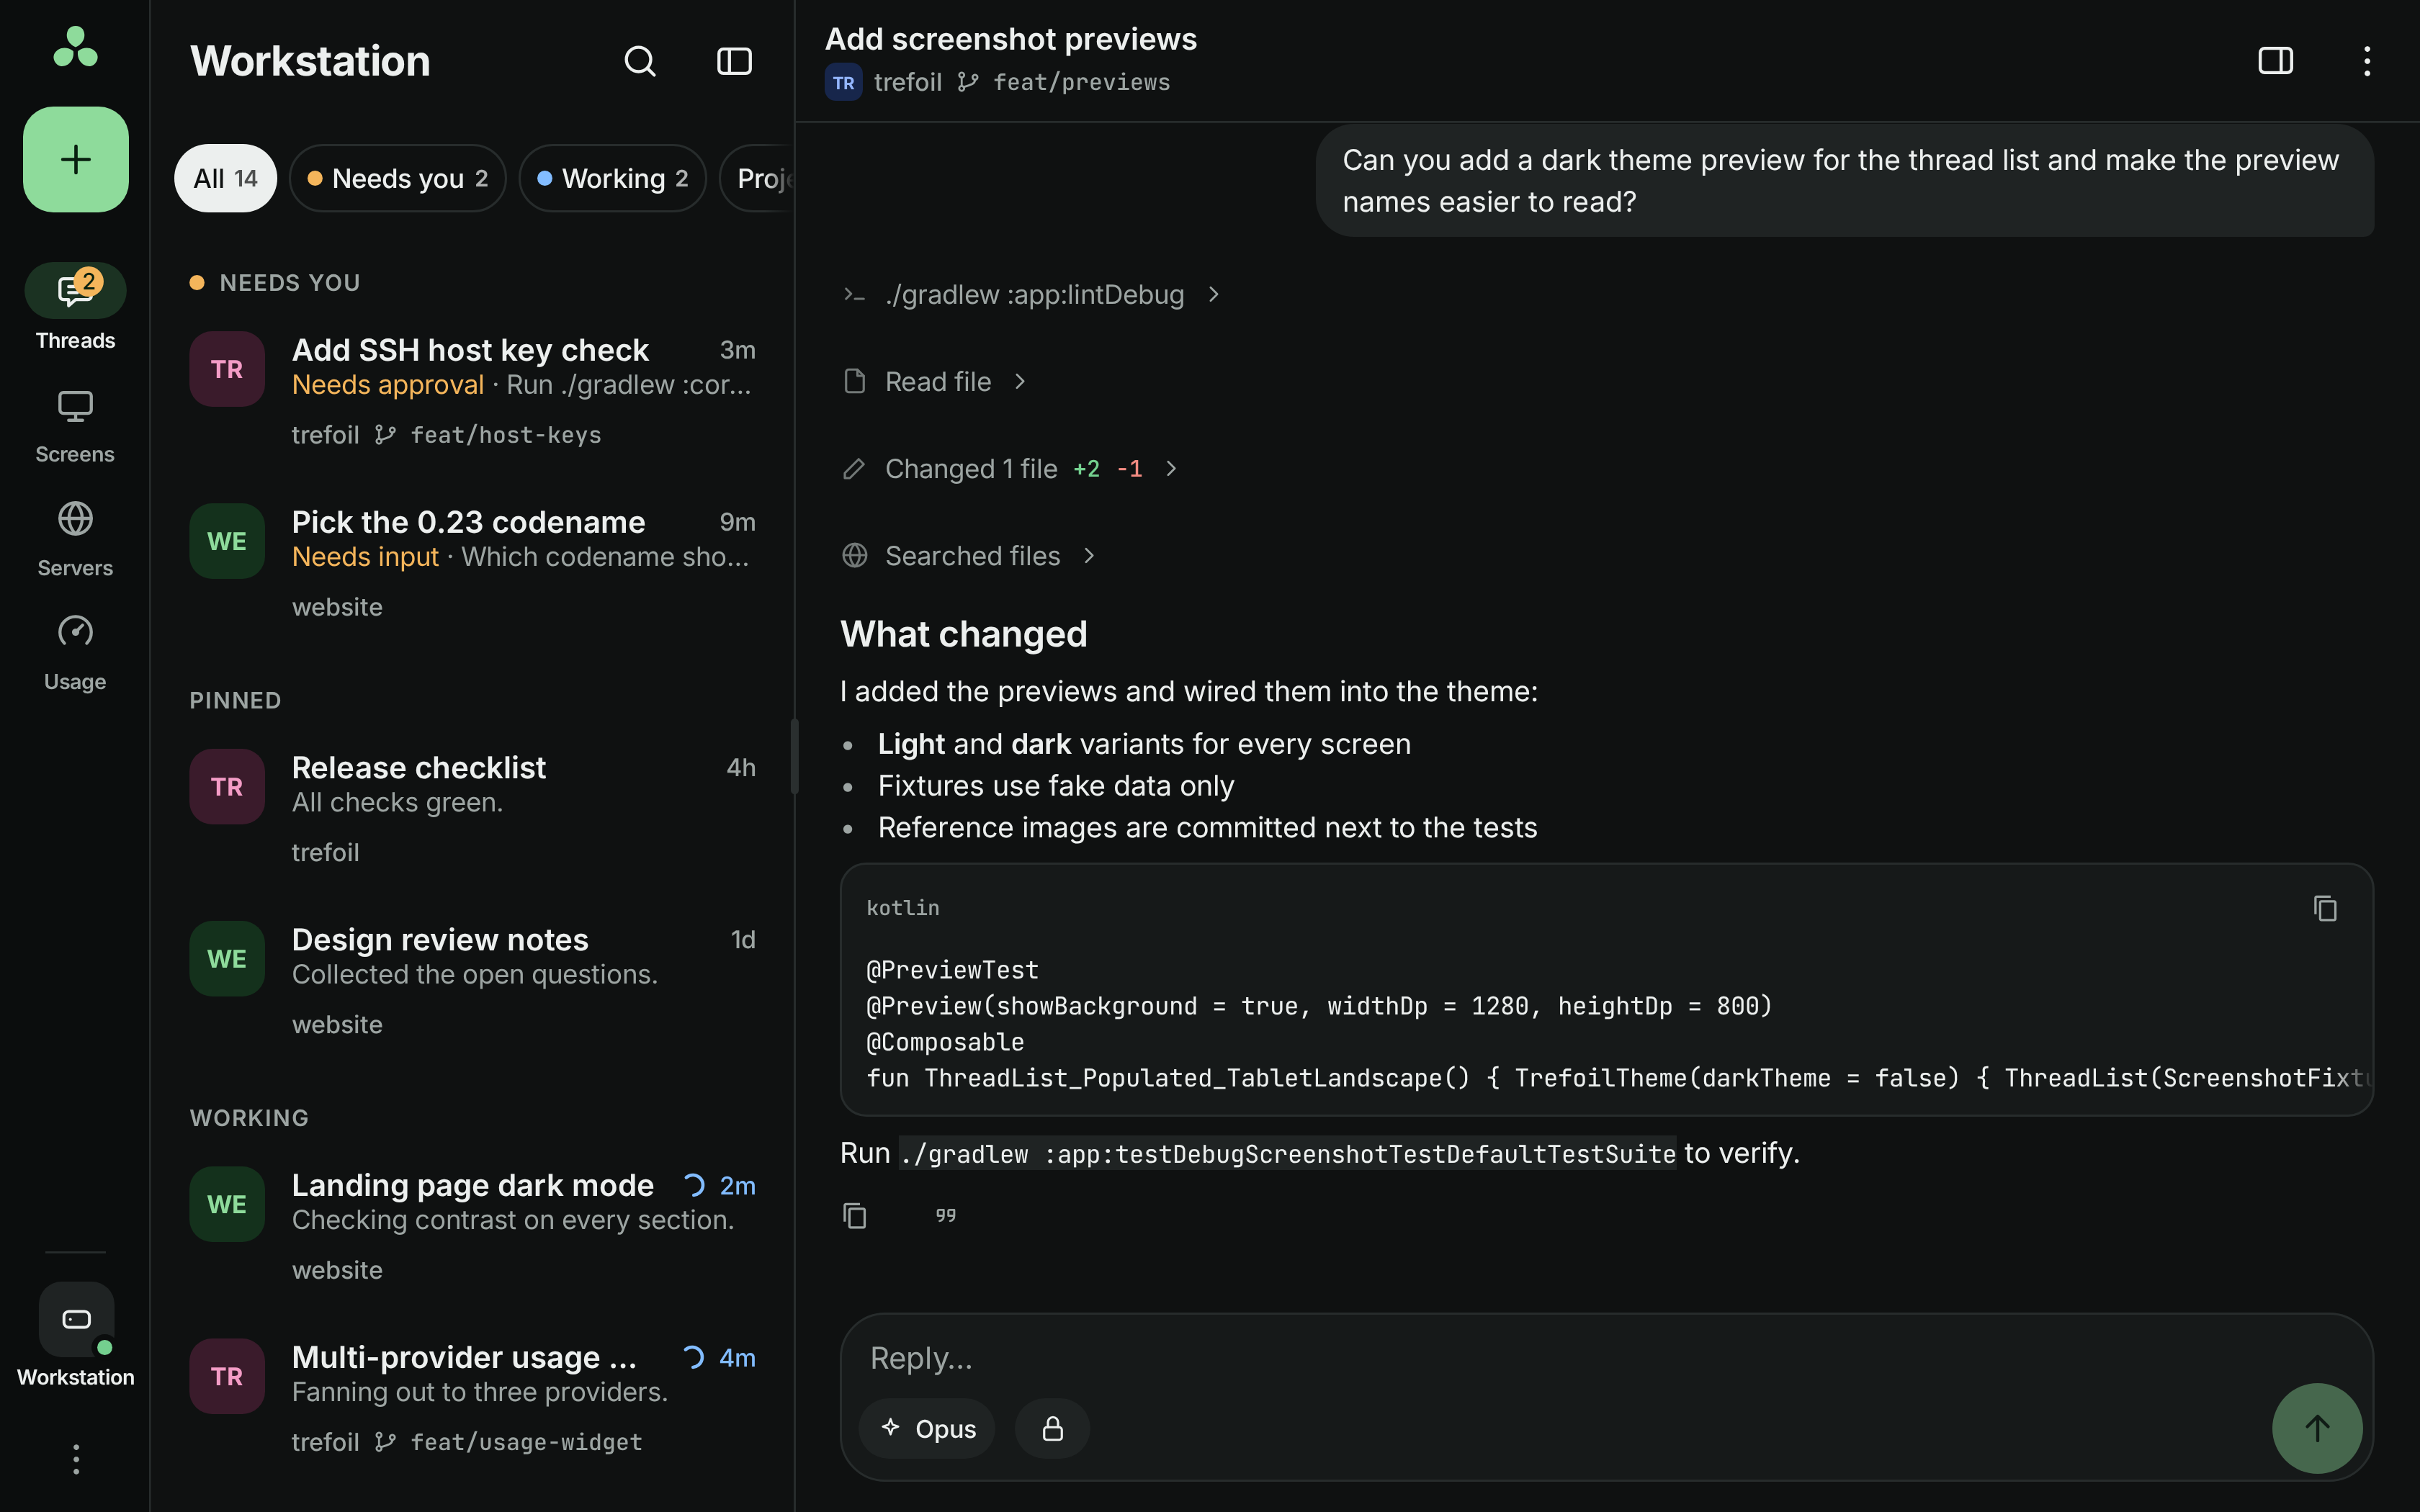 2
Threads
Screens
Servers
Usage
Workstation
Workstation
All 14
Needs you 2
Working 2
NEEDS YOU
TR
Add SSH host key check 3m
Needs approval · Run ./gradlew :cor...
trefoil feat/host-keys
WE
Pick the 0.23 codename 9m
Needs input · Which codename sho...
website
PINNED
TR
Release checklist 4h
All checks green.
trefoil
WE
Design review notes 1d
Collected the open questions.
website
WORKING
WE
Landing page dark mode 2m
Checking contrast on every section.
website
TR
Multi-provider usage ... 4m
Fanning out to three providers.
trefoil feat/usage-widget
Add screenshot previews
TR trefoil feat/previews
Can you add a dark theme preview for the thread list and make the preview
names easier to read?
./gradlew :app:lintDebug
Read file
Changed 1 file +2 -1
Searched files
What changed
I added the previews and wired them into the theme:
• Light and dark variants for every screen
• Fixtures use fake data only
• Reference images are committed next to the tests
kotlin
@PreviewTest
@Preview(showBackground = true, widthDp = 1280, heightDp = 800)
@Composable
fun ThreadList_Populated_TabletLandscape() { TrefoilTheme(darkTheme = false) { ThreadList(ScreenshotFixtu
Run ./gradlew :app:testDebugScreenshotTestDefaultTestSuite to verify.
Reply...
Opus